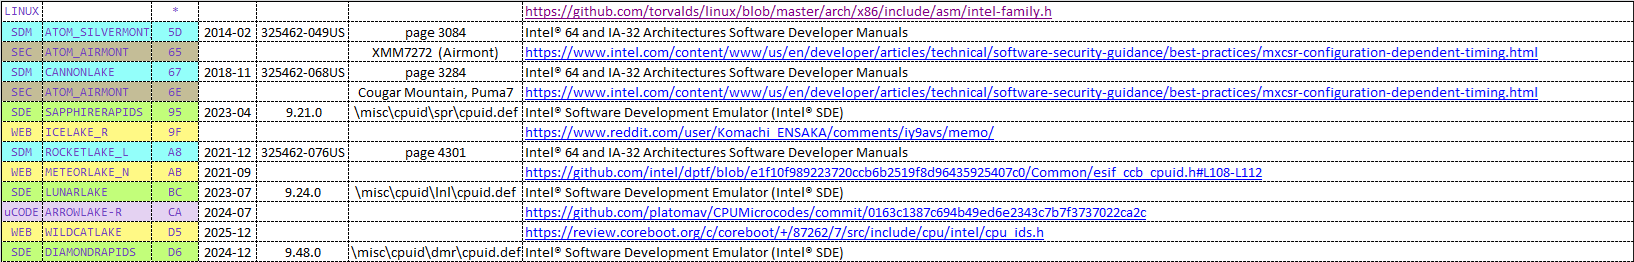 LINUX * https://github.com/torvalds/linux/blob/master/arch/x86/include/asm/intel-family.h
SDM ATOM_SILVERMONT 5D 2014-02 325462-049US page 3084 Intel® 64 and IA-32 Architectures Software Developer Manuals
SEC ATOM_AIRMONT 65 XMM7272 (Airmont) https://www.intel.com/content/www/us/en/developer/articles/technical/software-security-guidance/best-practices/mxcsr-configuration-dependent-timing.html
SDM CANNONLAKE 67 2018-11 325462-068US page 3284 Intel® 64 and IA-32 Architectures Software Developer Manuals
SEC ATOM_AIRMONT 6E Cougar Mountain, Puma7 https://www.intel.com/content/www/us/en/developer/articles/technical/software-security-guidance/best-practices/mxcsr-configuration-dependent-timing.html
SDE SAPPHIRERAPIDS 95 2023-04 9.21.0 \misc\cpuid\spr\cpuid.def Intel® Software Development Emulator (Intel® SDE)
WEB ICELAKE_R 9F https://www.reddit.com/user/Komachi_ENSAKA/comments/iy9avs/memo/
SDM ROCKETLAKE_L A8 2021-12 325462-076US page 4301 Intel® 64 and IA-32 Architectures Software Developer Manuals
WEB METEORLAKE_N AB 2021-09 https://github.com/intel/dptf/blob/e1f10f989223720ccb6b2519f8d96435925407c0/Common/esif_ccb_cpuid.h#L108-L112
SDE LUNARLAKE BC 2023-07 9.24.0 \misc\cpuid\lnl\cpuid.def Intel® Software Development Emulator (Intel® SDE)
uCODE ARROWLAKE-R CA 2024-07 https://github.com/platomav/CPUMicrocodes/commit/0163c1387c694b49ed6e2343c7b7f3737022ca2c
WEB WILDCATLAKE D5 2025-12 https://review.coreboot.org/c/coreboot/+/87262/7/src/include/cpu/intel/cpu_ids.h
SDE DIAMONDRAPIDS D6 2024-12 9.48.0 \misc\cpuid\dmr\cpuid.def Intel® Software Development Emulator (Intel® SDE)